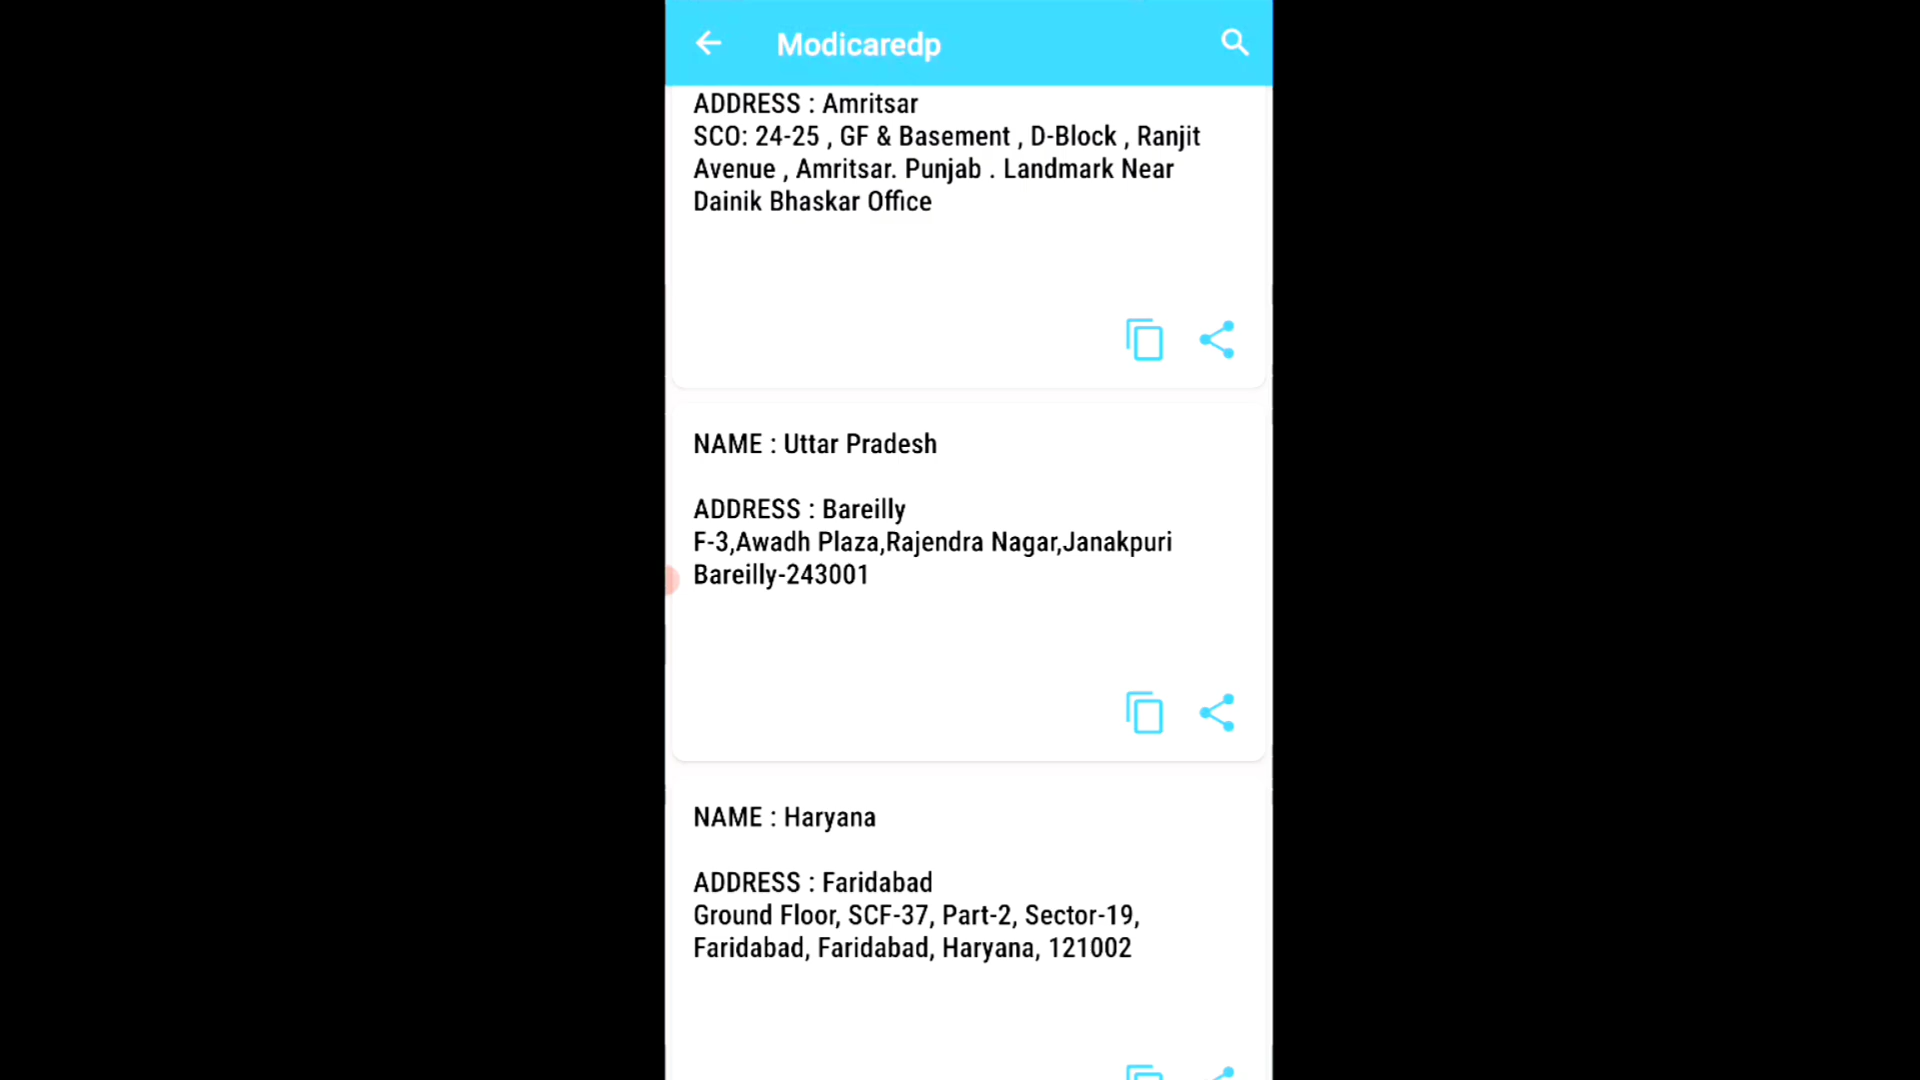 Modicaredp
ADDRESS : Amritsar
SCO: 24-25 , GF & Basement , D-Block , Ranjit
Avenue , Amritsar. Punjab . Landmark Near
Dainik Bhaskar Office
NAME : Uttar Pradesh
ADDRESS : Bareilly
F-3,Awadh Plaza,Rajendra Nagar,Janakpuri
Bareilly-243001
NAME : Haryana
ADDRESS : Faridabad
Ground Floor, SCF-37, Part-2, Sector-19,
Faridabad, Faridabad, Haryana, 121002